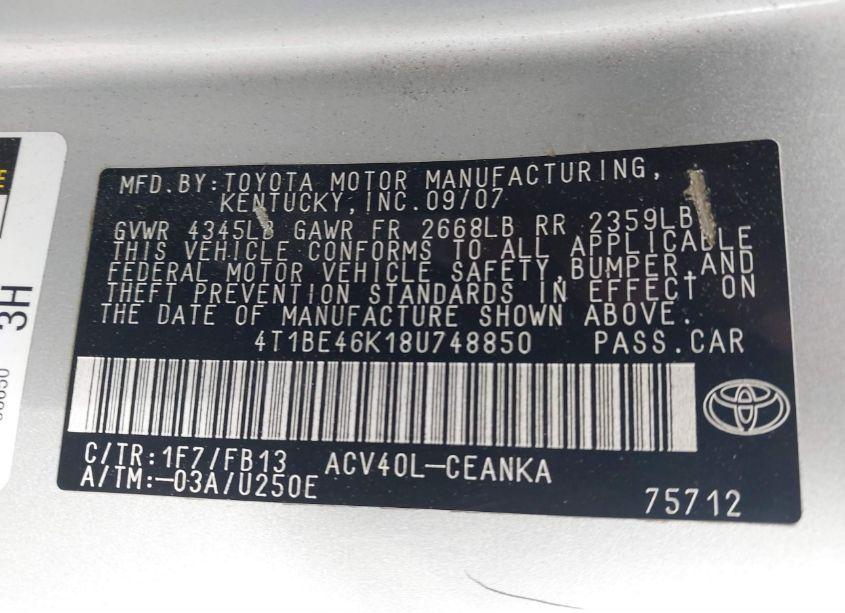 MFD.BY:TOYOTA MOTOR MANUFACTURING,
KENTUCKY,INC.09/07
GVWR 4345LB GAWR FR 2668LB RR 2359LB
THIS VEHICLE CONFORMS TO ALL APPLICABLE
FEDERAL MOTOR VEHICLE SAFETY,BUMPER,AND
THEFT PREVENTION STANDARDS IN EFFECT ON
THE DATE OF MANUFACTURE SHOWN ABOVE.
4T1BE46K18U748850 PASS.CAR
C/TR:1F7/FB13 ACV40L-CEANKA
A/TM:-03A/U250E
75712
3H